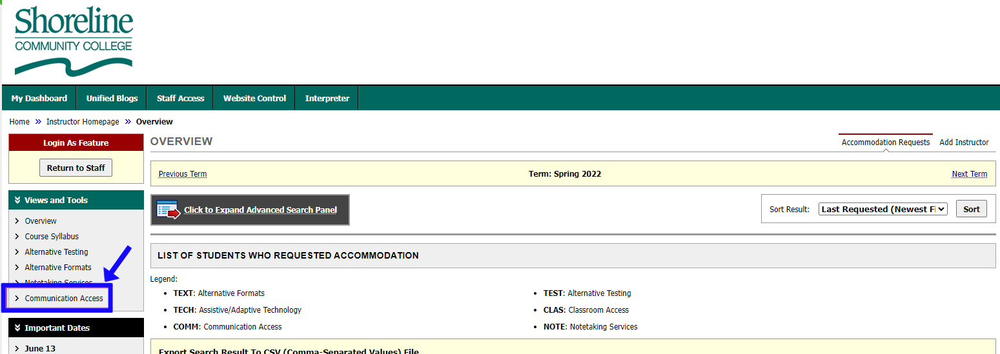 Shoreline
COMMUNITY COLLEGE
My Dashboard Unified Blogs Staff Access Website Control Interpreter
Home » Instructor Homepage » Overview
Login As Feature
Return to Staff
Views and Tools
Overview
Course Syllabus
Alternative Testing
Alternative Formats
Notetaking Services
Communication Access
Important Dates
June 13
OVERVIEW
Accommodation Requests Add Instructor
Previous Term Term: Spring 2022 Next Term
Click to Expand Advanced Search Panel
Sort Result: Last Requested (Newest Fi Sort
LIST OF STUDENTS WHO REQUESTED ACCOMMODATION
Legend:
• TEXT: Alternative Formats
• TECH: Assistive/Adaptive Technology
• COMM: Communication Access
• TEST: Alternative Testing
• CLAS: Classroom Access
• NOTE: Notetaking Services
Export Search Result To CSV (Comma-Separated Values) File